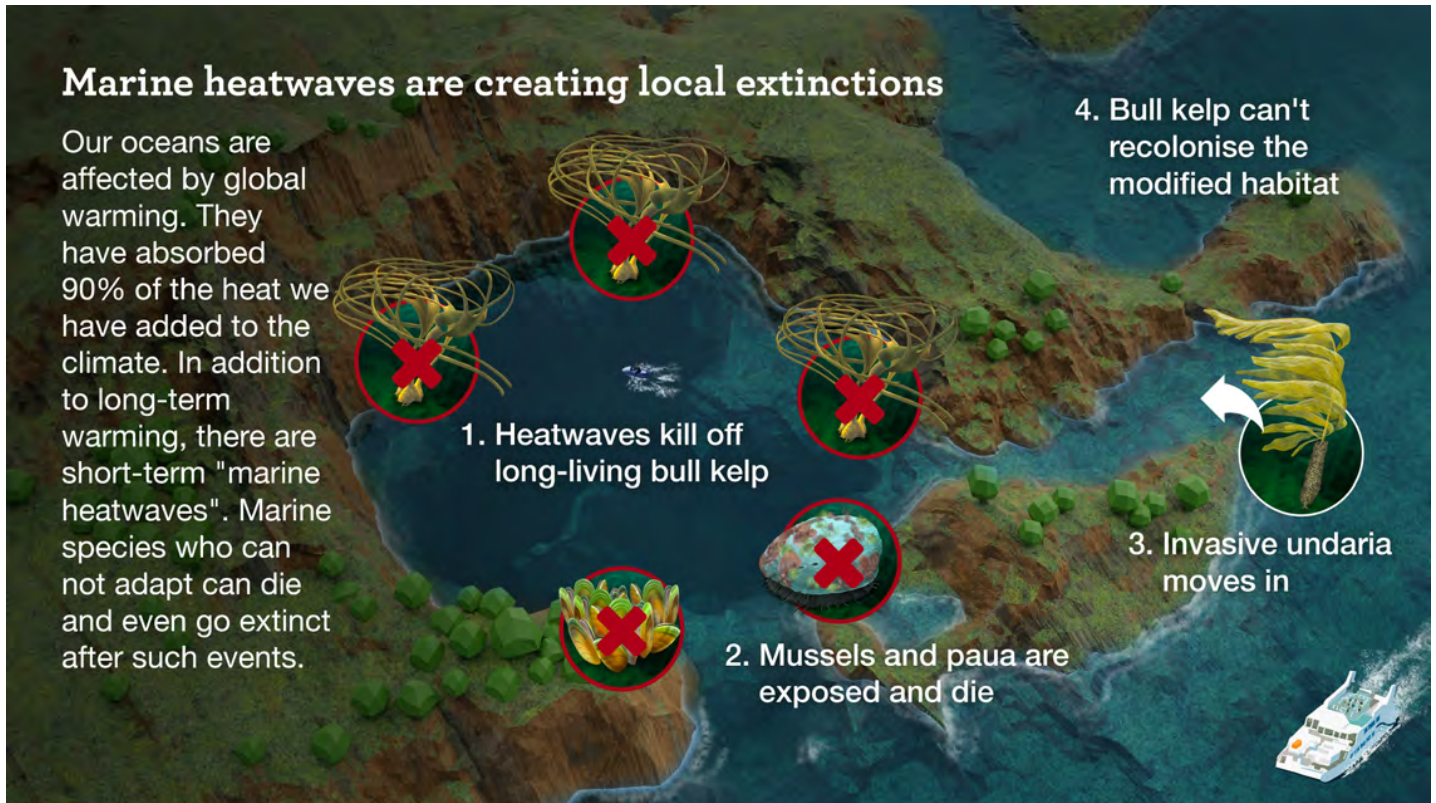 Marine heatwaves are creating local extinctions
Our oceans are
affected by global
warming. They
have absorbed
90% of the heat we
have added to the
climate. In addition
to long-term
warming, there are
short-term "marine
heatwaves". Marine
species who can
not adapt can die
and even go extinct
after such events.
1. Heatwaves kill off
long-living bull kelp
2. Mussels and paua are
exposed and die
3. Invasive undaria
moves in
4. Bull kelp can't
recolonise the
modified habitat